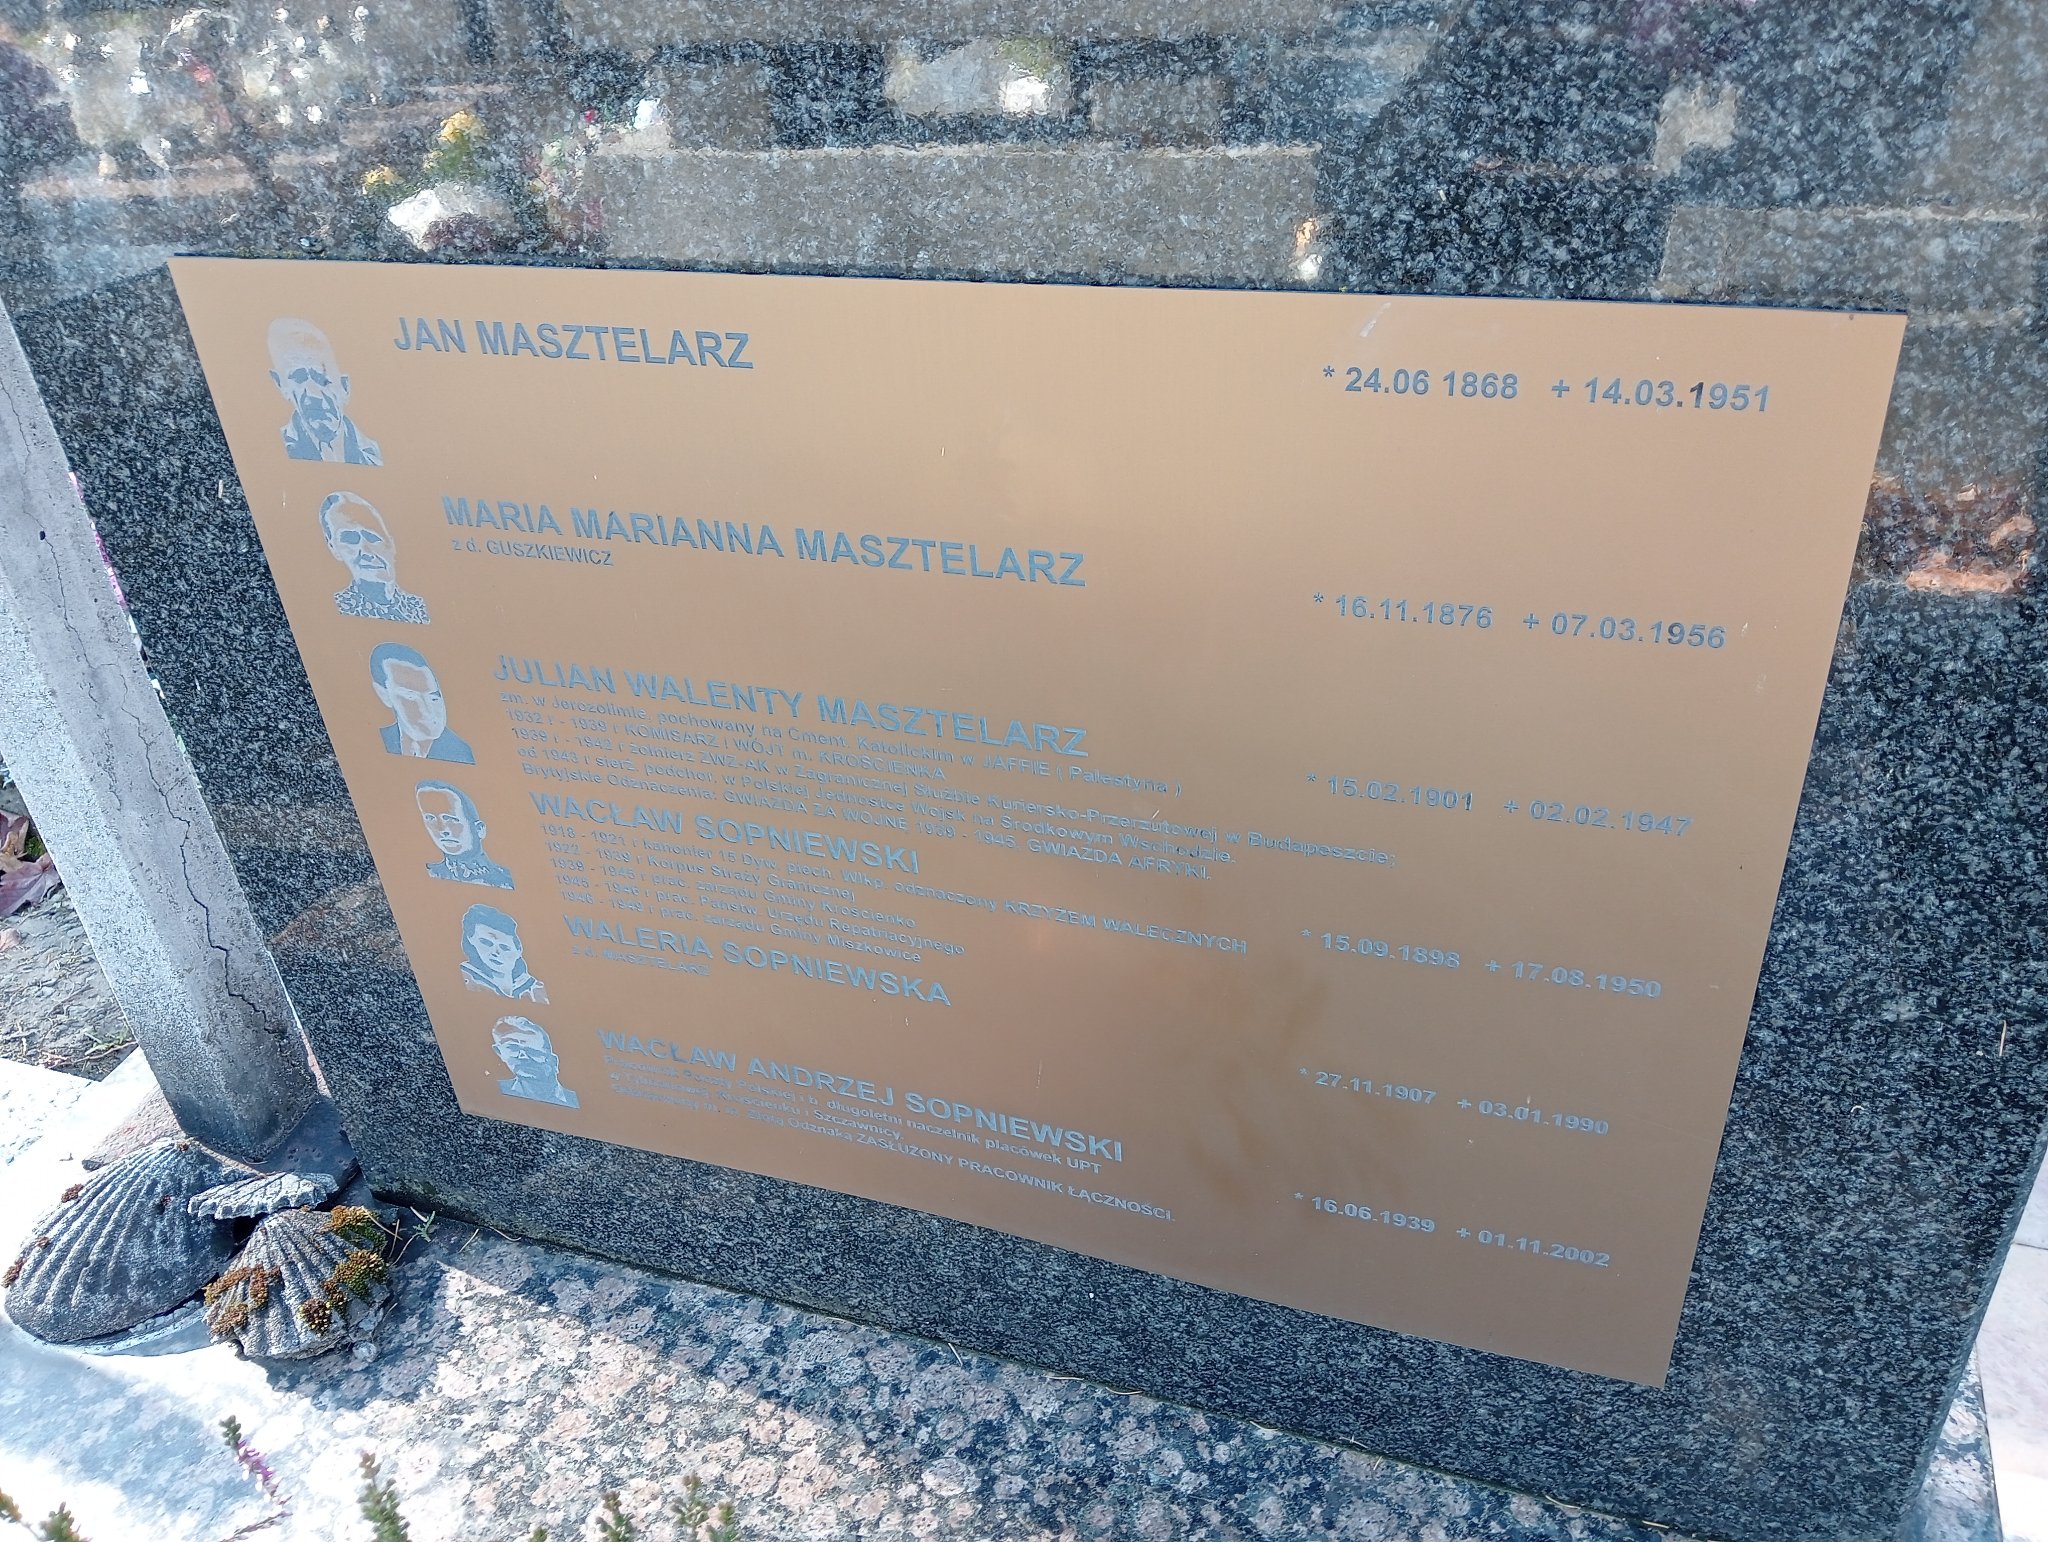 JAN MASZTELARZ
* 24.06 1868 + 14.03.1951
MARIA MARIANNA MASZTELARZ
z d. GUSZKIEWICZ
* 16.11.1876 + 07.03.1956
JULIAN WALENTY MASZTELARZ
zm. w Jerozolimie, pochowany na Cment. Katolickim w JAFFIE ( Palestyna )
1932 r - 1939 r KOMISARZ I WÓJT m. KROŚCIENKA
1939 r - 1942 r żołnierz ZWZ-AK w Zagranicznej Służbie Kuriersko-Przerzutowej w Budapeszcie;
od 1943 r sierż. podchor. w Polskiej Jednostce Wojsk na Środkowym Wschodzie.
Brytyjskie Odznaczenia: GWIAZDA ZA WOJNĘ 1939 - 1945, GWIAZDA AFRYKI.
* 15.02.1901 + 02.02.1947
WACŁAW SOPNIEWSKI
1918 - 1921 r kanonier 15 Dyw. piech. Wlkp. odznaczony KRZYŻEM WALECZNYCH
1922 - 1939 r Korpus Straży Granicznej
1939 - 1945 r prac. zarządu Gminy Krościenko
1945 - 1946 r prac. Państw. Urzędu Repatriacyjnego
1946 - 1949 r prac. zarządu Gminy Miszkowice
* 15.09.1898 + 17.08.1950
WALERIA SOPNIEWSKA
z d. MASZTELARZ
* 27.11.1907 + 03.01.1990
WACŁAW ANDRZEJ SOPNIEWSKI
Pracownik Poczty Polskiej i b. długoletni naczelnik placówek UPT
w Krościenku i Szczawnicy.
m. in. Złotą Odznaką ZASŁUŻONY PRACOWNIK ŁĄCZNOŚCI.
* 16.06.1939 + 01.11.2002